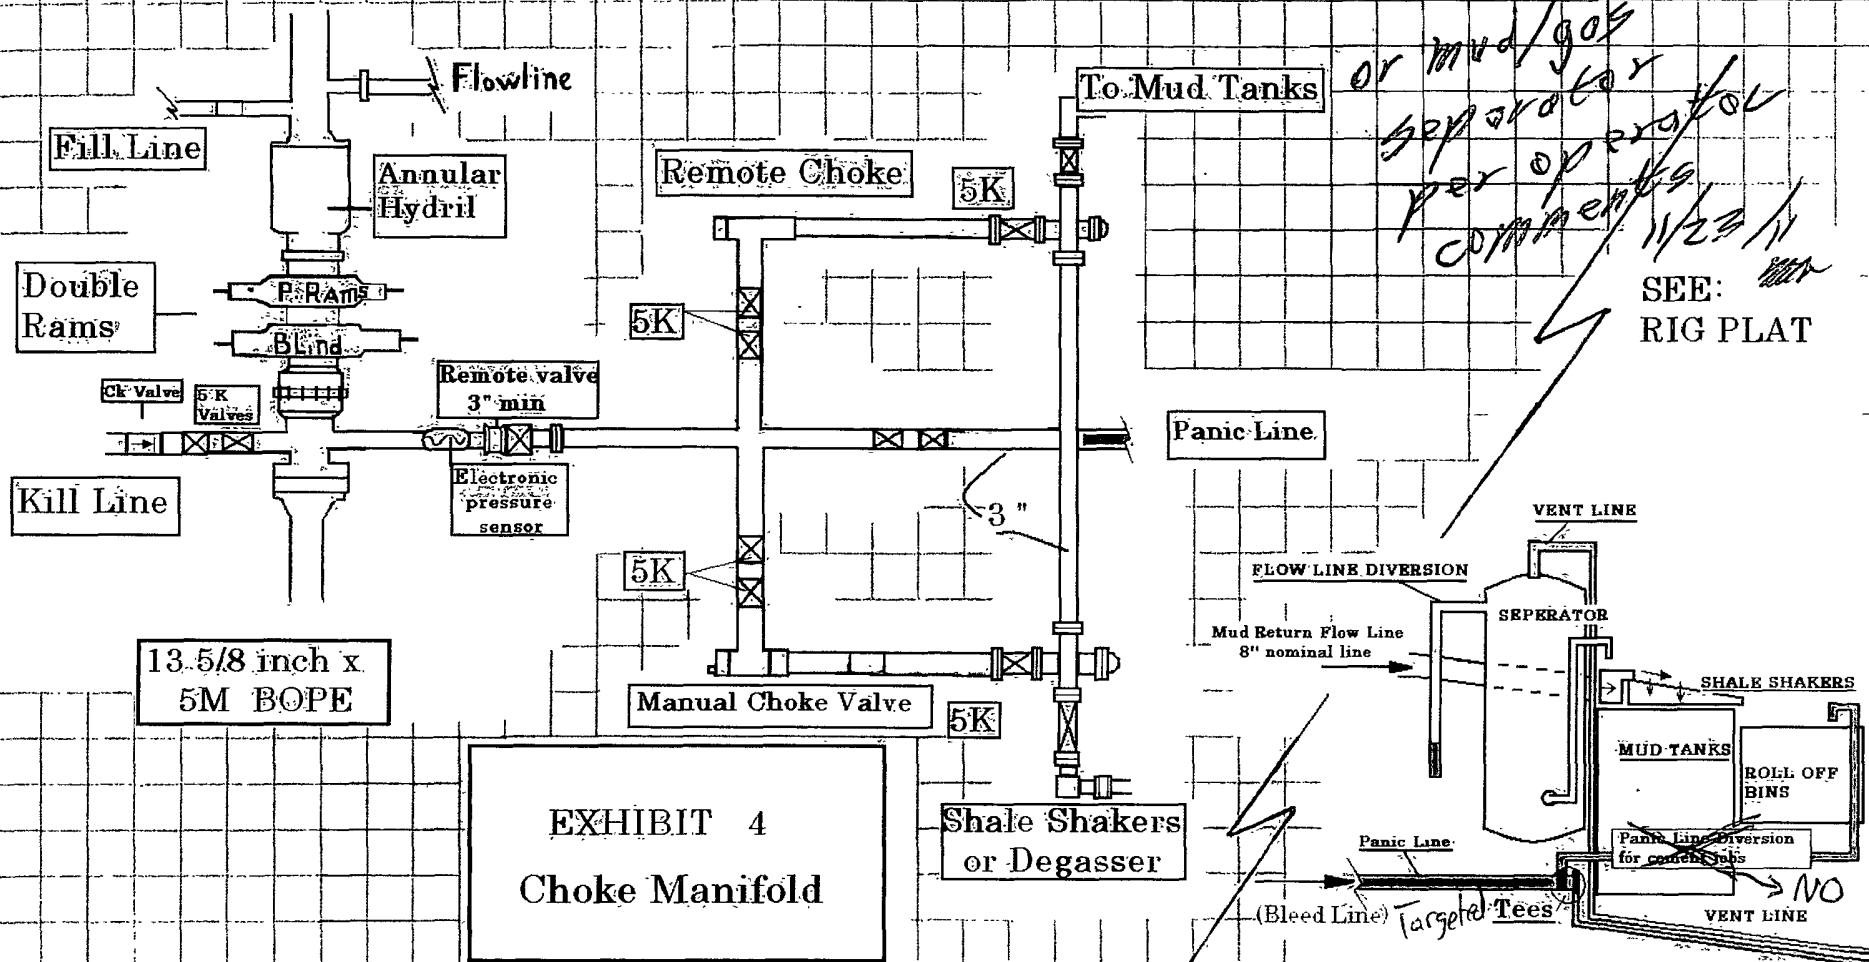 Flowline
Fill Line
Annular
Hydril
Double
Rams
P. RAMS
BLind
Ck Valve
5 K
Valves
Kill Line
Remote valve
3" min
Electronic
pressure
sensor
13 5/8 inch x
5M BOPE
To Mud Tanks
Remote Choke
5K
5K
Panic Line
3 "
5K
Manual Choke Valve
5K
Shale Shakers
or Degasser
EXHIBIT 4
Choke Manifold
or mud/gas
separator
per operator
comments
11/23/11
SEE:
RIG PLAT
VENT LINE
FLOW LINE DIVERSION
SEPERATOR
Mud Return Flow Line
8" nominal line
SHALE SHAKERS
MUD TANKS
ROLL OFF
BINS
Panic Line Diversion
for cement jobs
NO
Panic Line
(Bleed Line) Targeted Tees
VENT LINE